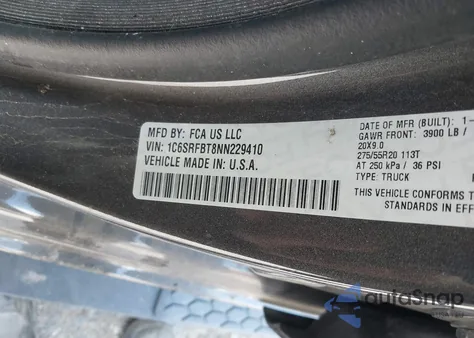 MFD BY: FCA US LLC
VIN: 1C6SRFBT8NN229410
VEHICLE MADE IN U.S.A.
DATE OF MFR (BUILT): 1-
GAWR FRONT: 3900 LB /
20X9.0
275/55R20 113T
AT 250 kPa / 36 PSI
TYPE: TRUCK
THIS VEHICLE CONFORMS
STANDARDS IN EFF
autoSnap